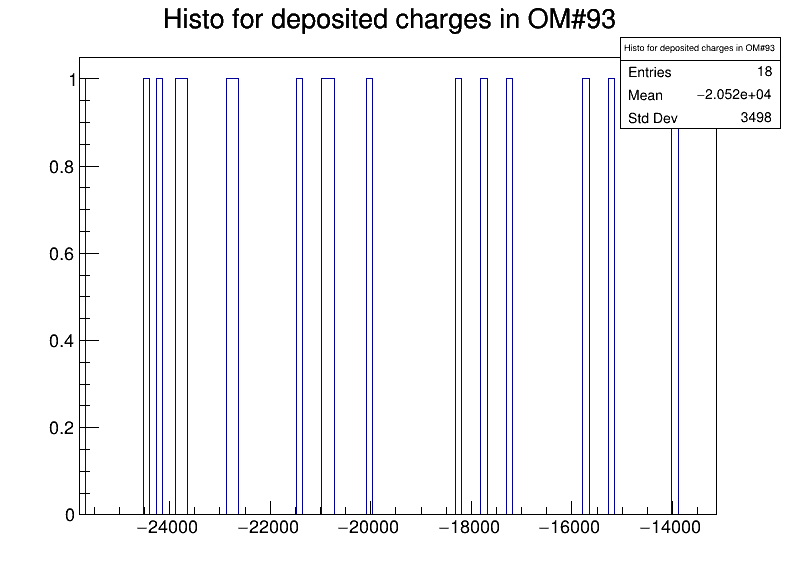 Histo for deposited charges in OM#93
Histo for deposited charges in OM#93
Entries 18
Mean −2.052e+04
Std Dev 3498
1
0.8
0.6
0.4
0.2
0
−24000 −22000 −20000 −18000 −16000 −14000